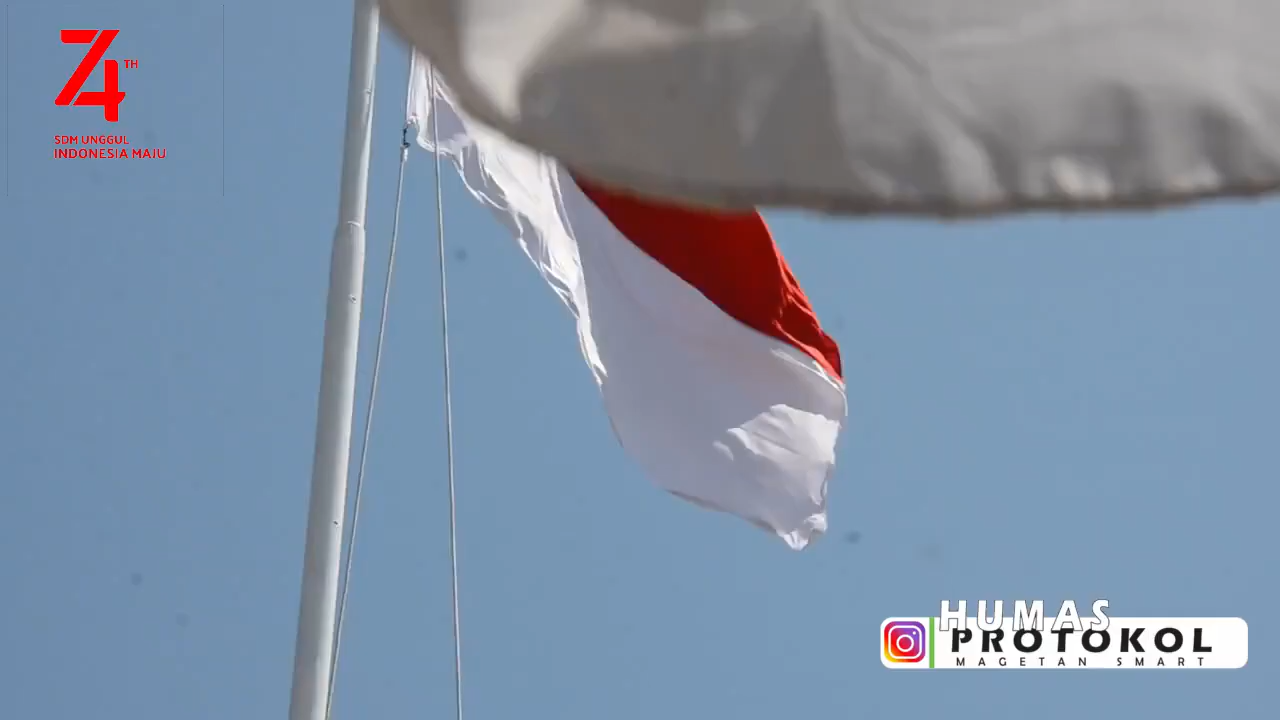 74TH
SDM UNGGUL
INDONESIA MAJU
HUMAS
PROTOKOL
MAGETAN SMART